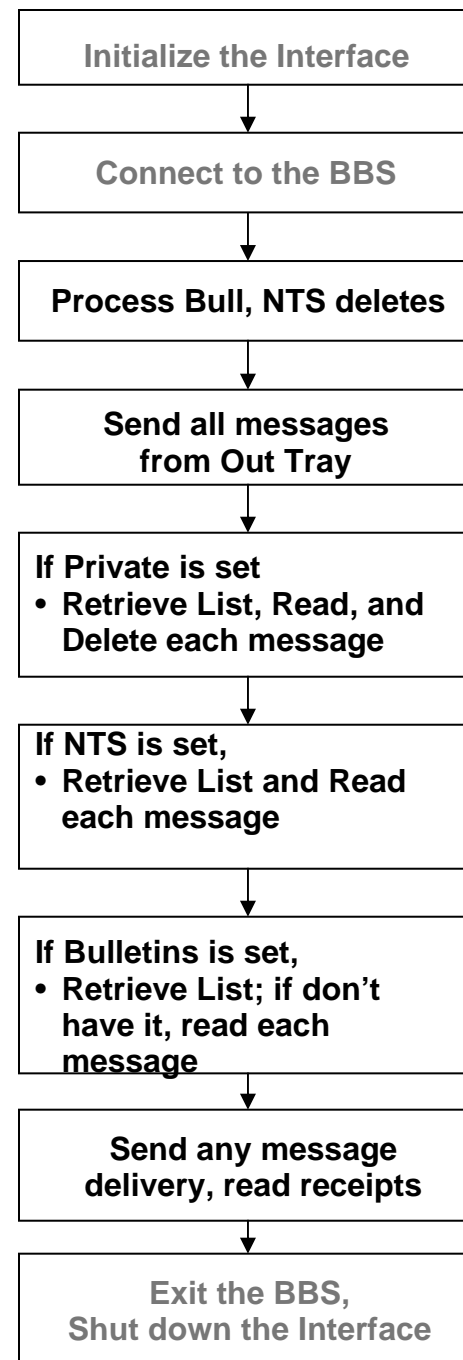 Initialize the Interface
Connect to the BBS
Process Bull, NTS deletes
Send all messages
from Out Tray
If Private is set
• Retrieve List, Read, and
Delete each message
If NTS is set,
• Retrieve List and Read
each message
If Bulletins is set,
• Retrieve List; if don’t
have it, read each
message
Send any message
delivery, read receipts
Exit the BBS,
Shut down the Interface